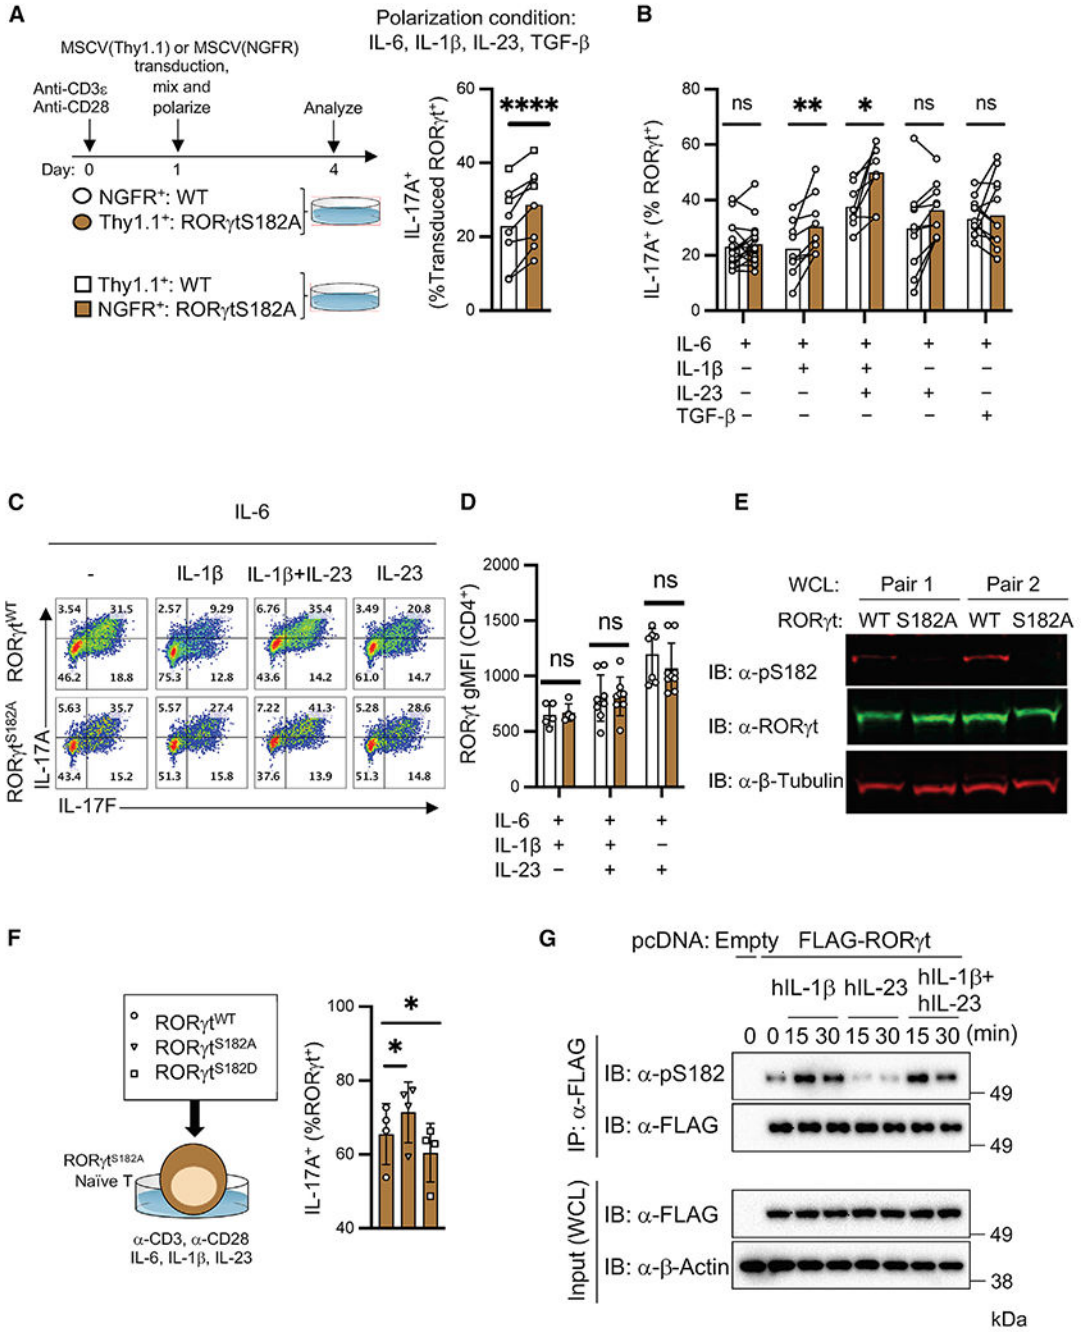 A
Polarization condition:
IL-6, IL-1β, IL-23, TGF-β
MSCV(Thy1.1) or MSCV(NGFR)
transduction,
mix and
polarize
Anti-CD3ε
Anti-CD28
Analyze
Day: 0 1 4
NGFR+: WT
Thy1.1+: RORγtS182A
Thy1.1+: WT
NGFR+: RORγtS182A
IL-17A+
(%Transduced RORγt+)
60
40
20
0
****
B
IL-17A+ (% RORγt+)
80
60
40
20
0
ns ** * ns ns
IL-6 + + + + +
IL-1β − + + − −
IL-23 − − + + −
TGF-β − − − − +
C
IL-6
- IL-1β IL-1β+IL-23 IL-23
RORγtWT
3.54 31.5 2.57 9.29 6.76 35.4 3.49 20.8
46.2 18.8 75.3 12.8 43.6 14.2 61.0 14.7
RORγtS182A
5.63 35.7 5.57 27.4 7.22 41.3 5.28 28.6
43.4 15.2 51.3 15.8 37.6 13.9 51.3 14.8
IL-17A
IL-17F
D
RORγt gMFI (CD4+)
2000
1500
1000
500
0
ns ns ns
IL-6 + + +
IL-1β + + −
IL-23 − + +
E
WCL: Pair 1 Pair 2
RORγt: WT S182A WT S182A
IB: α-pS182
IB: α-RORγt
IB: α-β-Tubulin
F
RORγtWT
RORγtS182A
RORγtS182D
RORγtS182A
Naïve T
α-CD3, α-CD28
IL-6, IL-1β, IL-23
IL-17A+ (%RORγt+)
100
80
60
40
*
*
G
pcDNA: Empty FLAG-RORγt
hIL-1β hIL-23 hIL-1β+
hIL-23
0 0 15 30 15 30 15 30 (min)
IP: α-FLAG
IB: α-pS182
49
IB: α-FLAG
49
Input (WCL)
IB: α-FLAG
49
IB: α-β-Actin
38
kDa